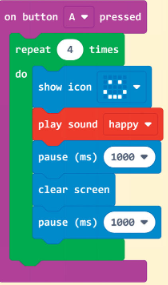 on button A pressed
repeat 4 times
do
show icon
play sound happy
pause (ms) 1000
clear screen
pause (ms) 1000